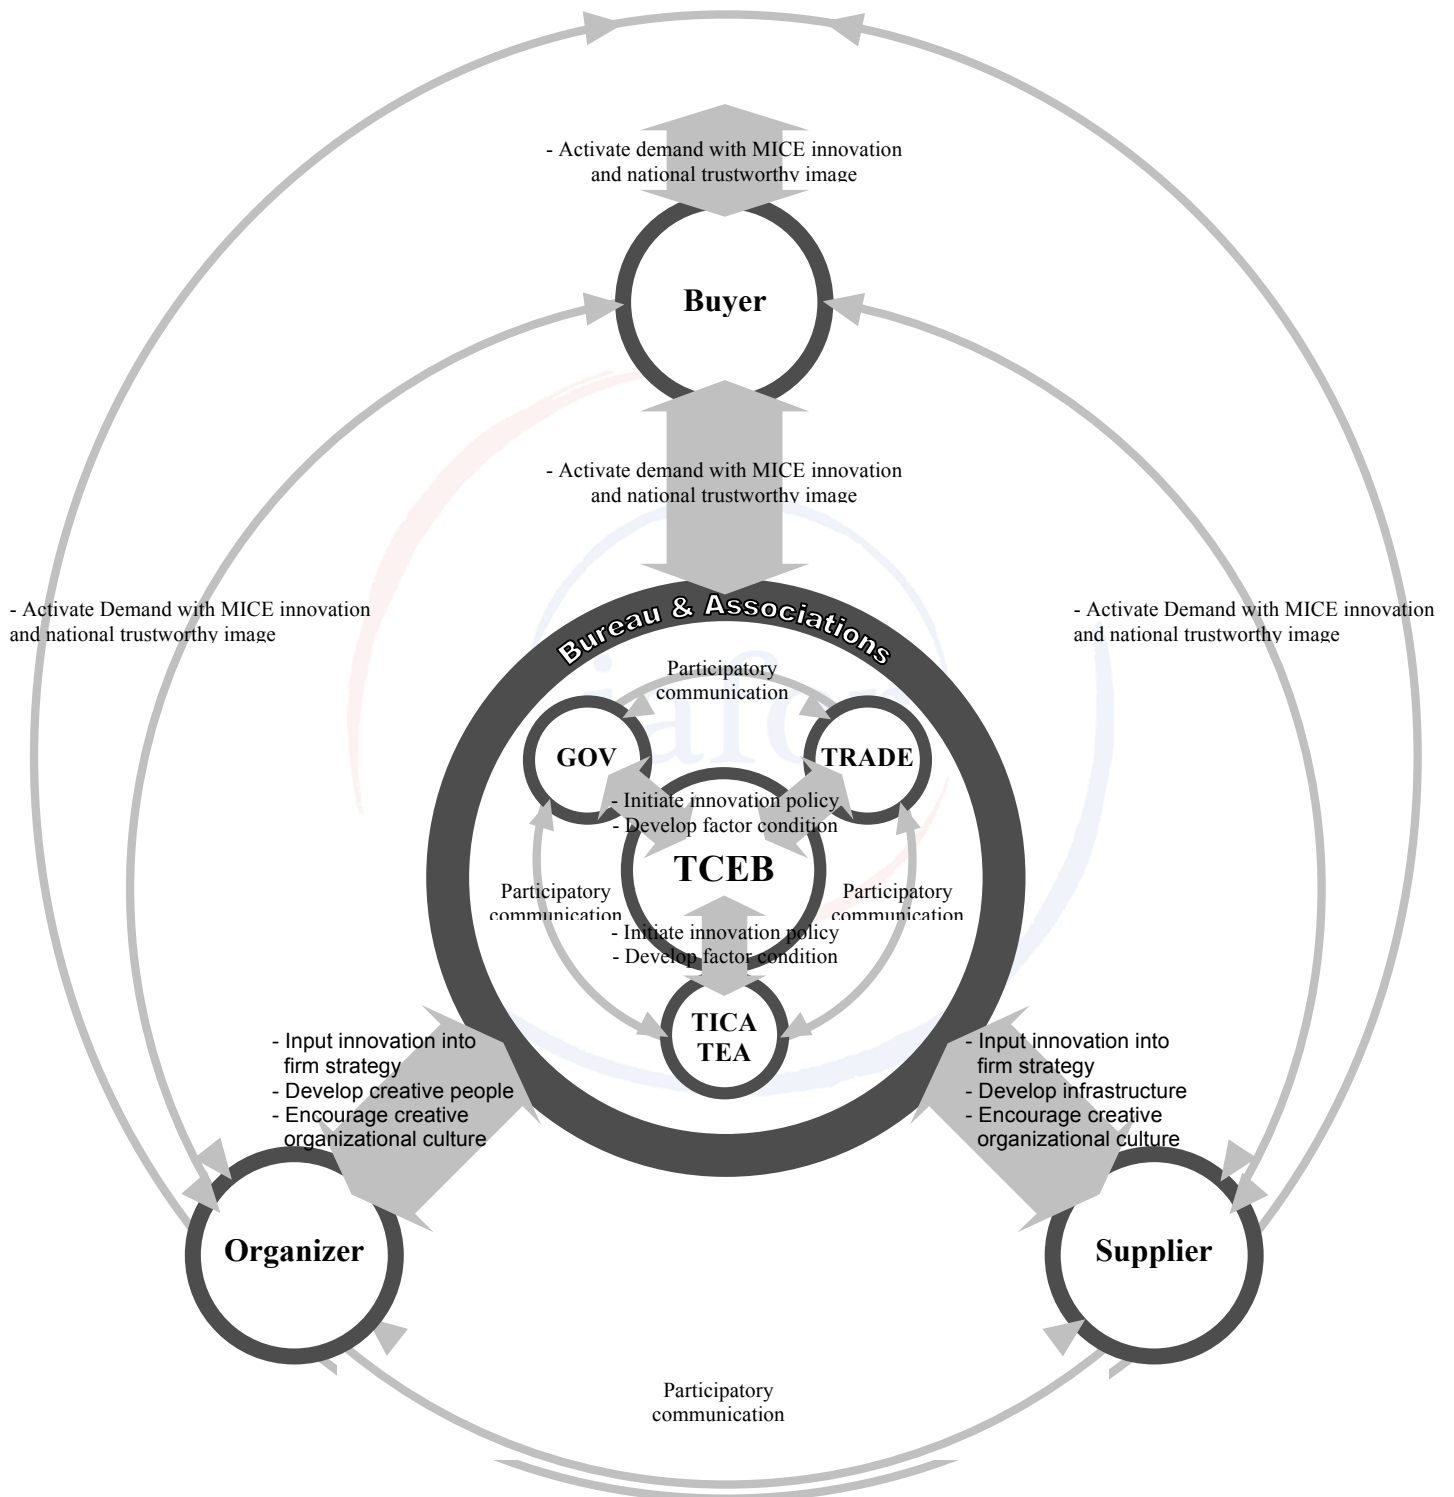 - Activate demand with MICE innovation
and national trustworthy image
Buyer
- Activate demand with MICE innovation
and national trustworthy image
- Activate Demand with MICE innovation
and national trustworthy image
- Activate Demand with MICE innovation
and national trustworthy image
Bureau & Associations
iafor
Participatory
communication
GOV
TRADE
- Initiate innovation policy
- Develop factor condition
TCEB
Participatory
communication
Participatory
communication
- Initiate innovation policy
- Develop factor condition
TICA
TEA
- Input innovation into
firm strategy
- Develop creative people
- Encourage creative
organizational culture
- Input innovation into
firm strategy
- Develop infrastructure
- Encourage creative
organizational culture
Organizer
Supplier
Participatory
communication